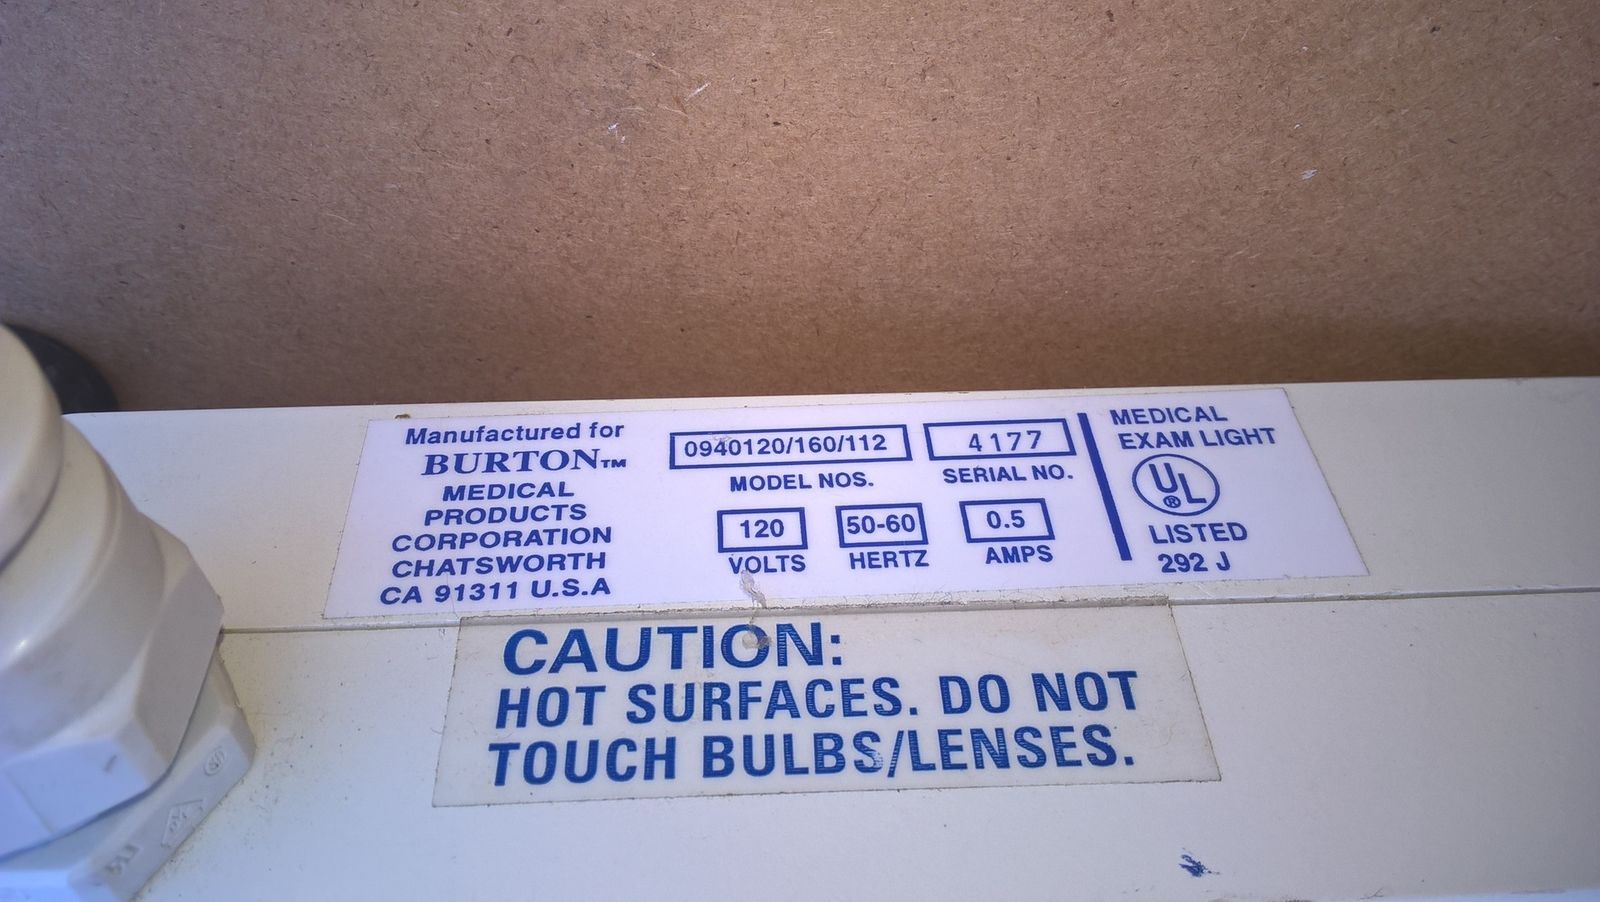 Manufactured for
BURTON™
MEDICAL
PRODUCTS
CORPORATION
CHATSWORTH
CA 91311 U.S.A
0940120/160/112
MODEL NOS.
4177
SERIAL NO.
120
VOLTS
50-60
HERTZ
0.5
AMPS
MEDICAL
EXAM LIGHT
UL
®
LISTED
292 J
CAUTION:
HOT SURFACES. DO NOT
TOUCH BULBS/LENSES.